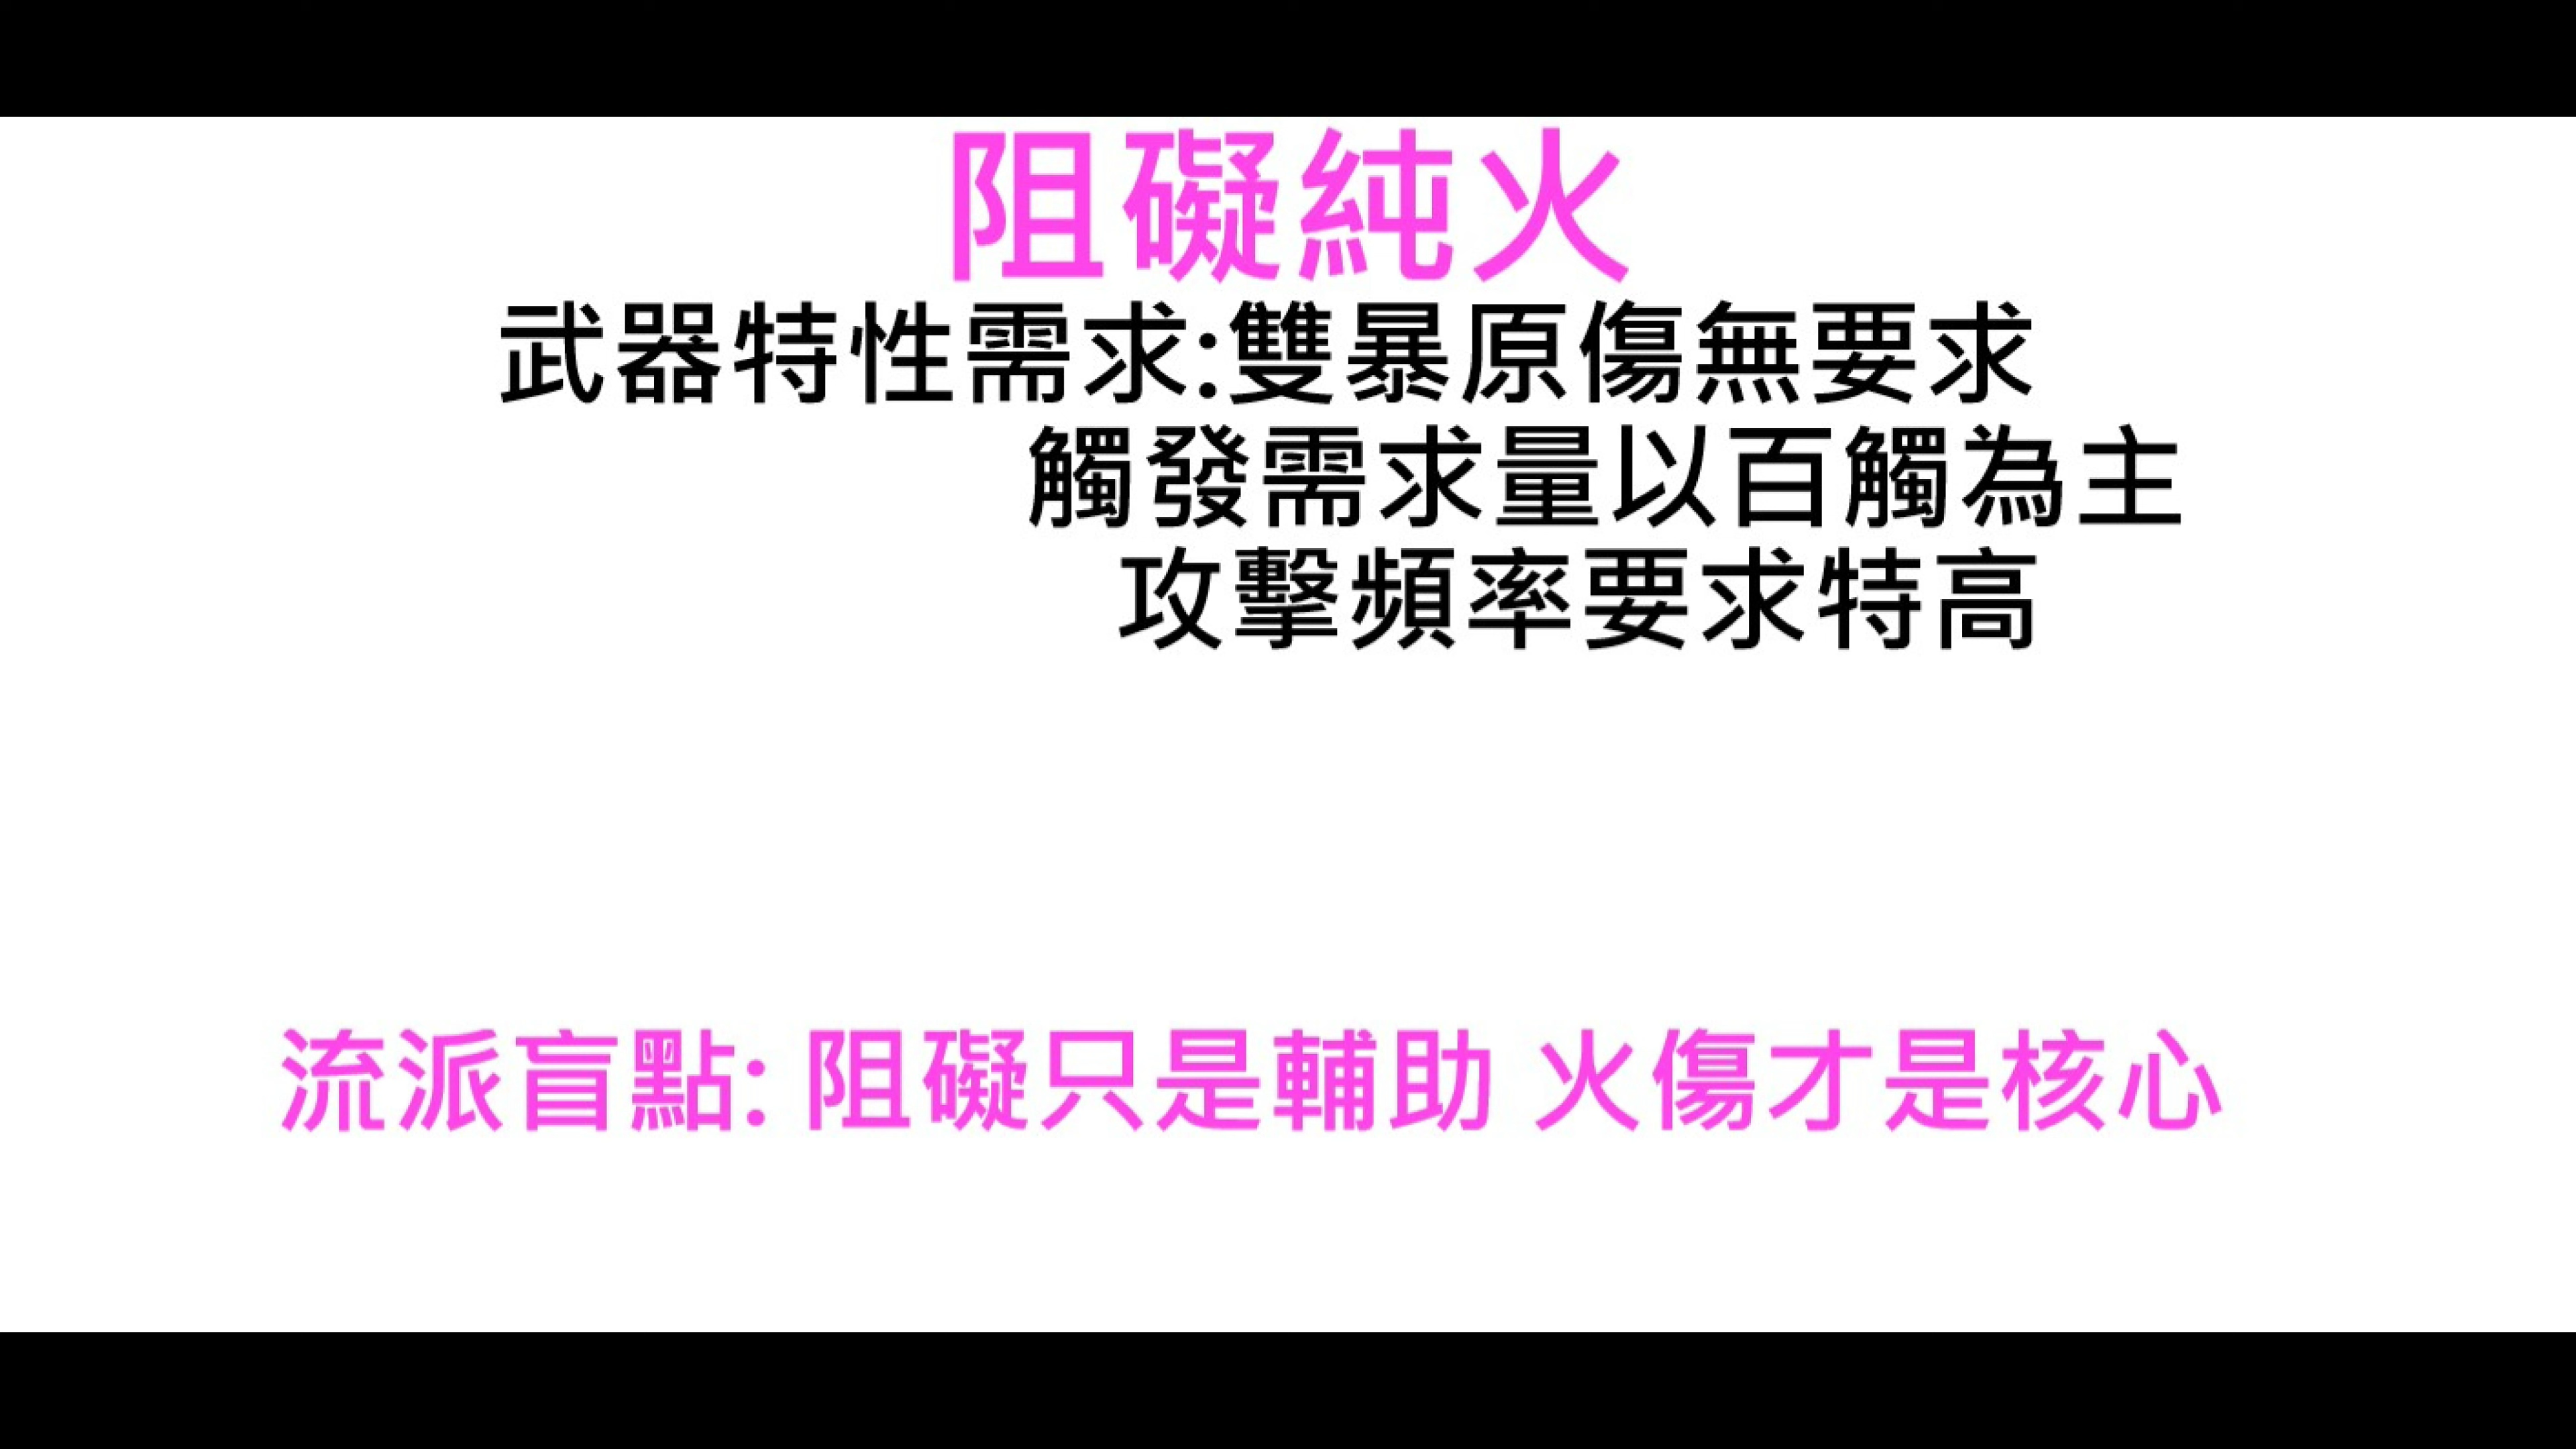 阻礙純火
武器特性需求:雙暴原傷無要求
觸發需求量以百觸為主
攻擊頻率要求特高
流派盲點: 阻礙只是輔助 火傷才是核心